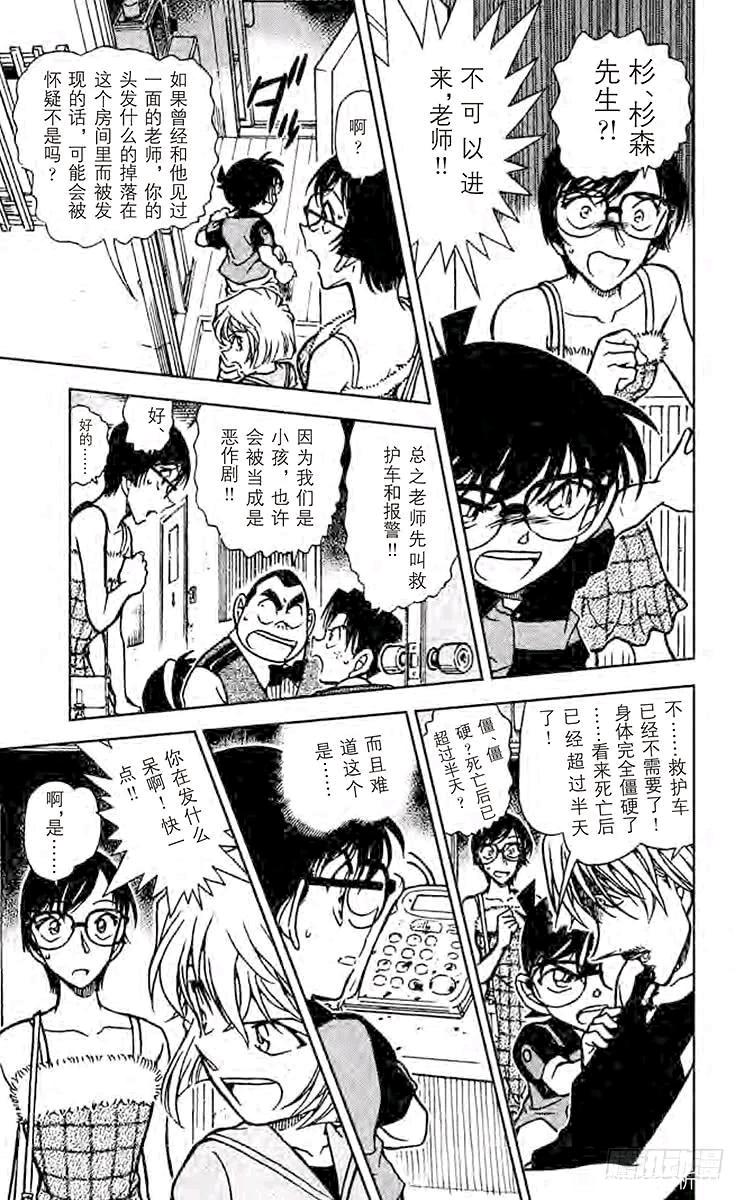 杉、杉森
先生?!
不可以进
来,老师!!
啊?
如果曾经和他见过
一面的老师,你的
头发什么的掉落在
这个房间里而被发
现的话,可能会被
怀疑不是吗?
总之老师先叫救
护车和报警!!
因为我们是
小孩,也许
会被当成是
恶作剧!!
好、
好的……
不……救护车
已经不需要了!
身体完全僵硬了
……看来死亡后
已经超过半天
了!
僵、僵
硬?死亡后已
超过半天?
而且难
道这个
是……
你在发什么
呆啊!快一
点!!
啊,是……